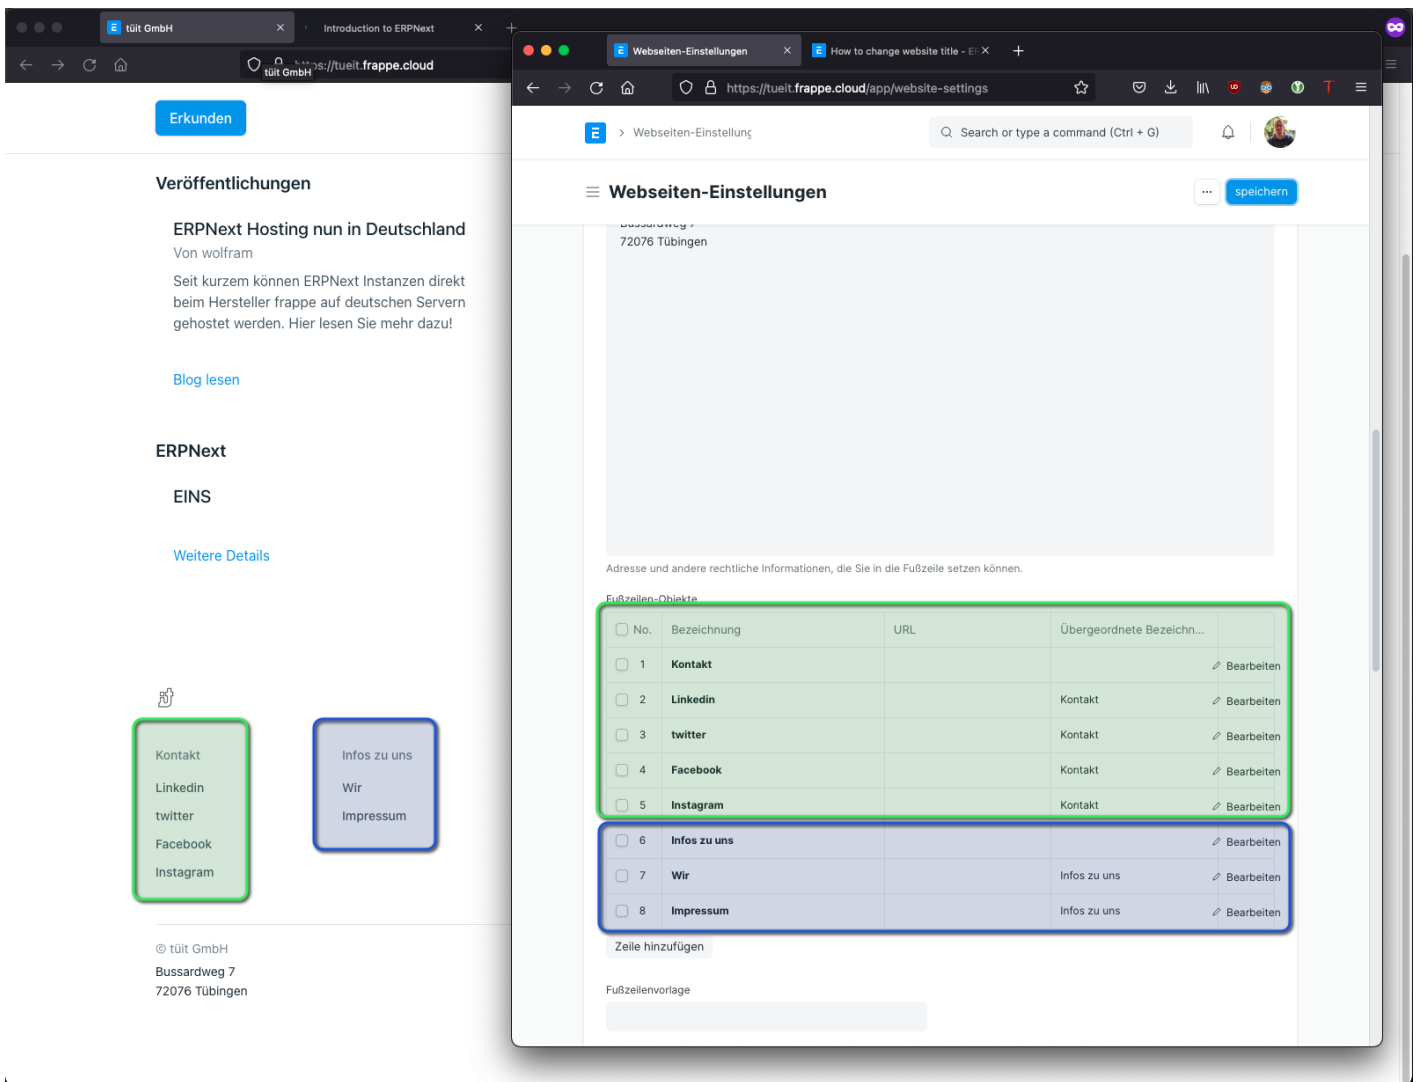 tüit GmbH
Introduction to ERPNext
https://tueit.frappe.cloud
tüit GmbH
Erkunden
Veröffentlichungen
ERPNext Hosting nun in Deutschland
Von wolfram
Seit kurzem können ERPNext Instanzen direkt
beim Hersteller frappe auf deutschen Servern
gehostet werden. Hier lesen Sie mehr dazu!
Blog lesen
ERPNext
EINS
Weitere Details
Kontakt
Linkedin
twitter
Facebook
Instagram
Infos zu uns
Wir
Impressum
© tüit GmbH
Bussardweg 7
72076 Tübingen
Webseiten-Einstellungen
How to change website title - E
https://tueit.frappe.cloud/app/website-settings
Webseiten-Einstellung
Search or type a command (Ctrl + G)
Webseiten-Einstellungen
speichern
Bussardweg 7
72076 Tübingen
Adresse und andere rechtliche Informationen, die Sie in die Fußzeile setzen können.
Fußzeilen-Objekte
No. Bezeichnung URL Übergeordnete Bezeichn...
1 Kontakt Bearbeiten
2 Linkedin Kontakt Bearbeiten
3 twitter Kontakt Bearbeiten
4 Facebook Kontakt Bearbeiten
5 Instagram Kontakt Bearbeiten
6 Infos zu uns Bearbeiten
7 Wir Infos zu uns Bearbeiten
8 Impressum Infos zu uns Bearbeiten
Zeile hinzufügen
Fußzeilenvorlage